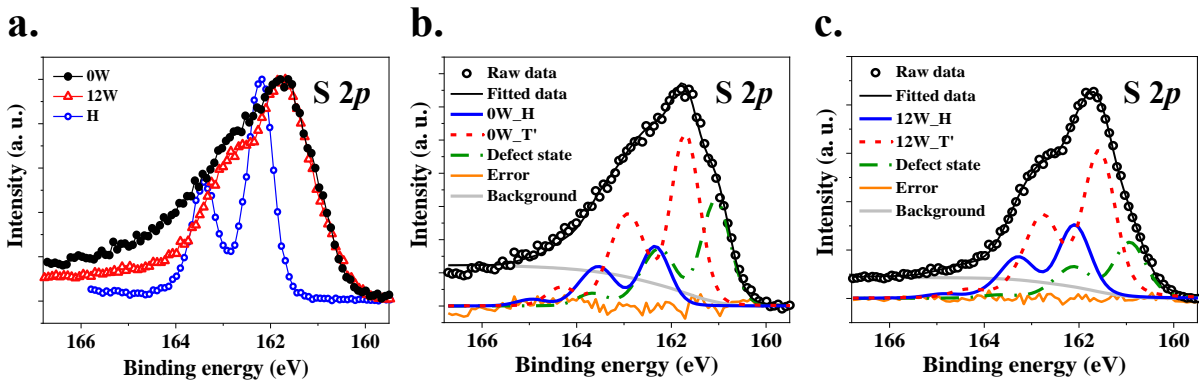 a.
0W
12W
H
S 2p
Intensity (a. u.)
166 164 162 160
Binding energy (eV)
b.
Raw data
Fitted data
0W_H
0W_T'
Defect state
Error
Background
S 2p
Intensity (a. u.)
166 164 162 160
Binding energy (eV)
c.
Raw data
Fitted data
12W_H
12W_T'
Defect state
Error
Background
S 2p
Intensity (a. u.)
166 164 162 160
Binding energy (eV)